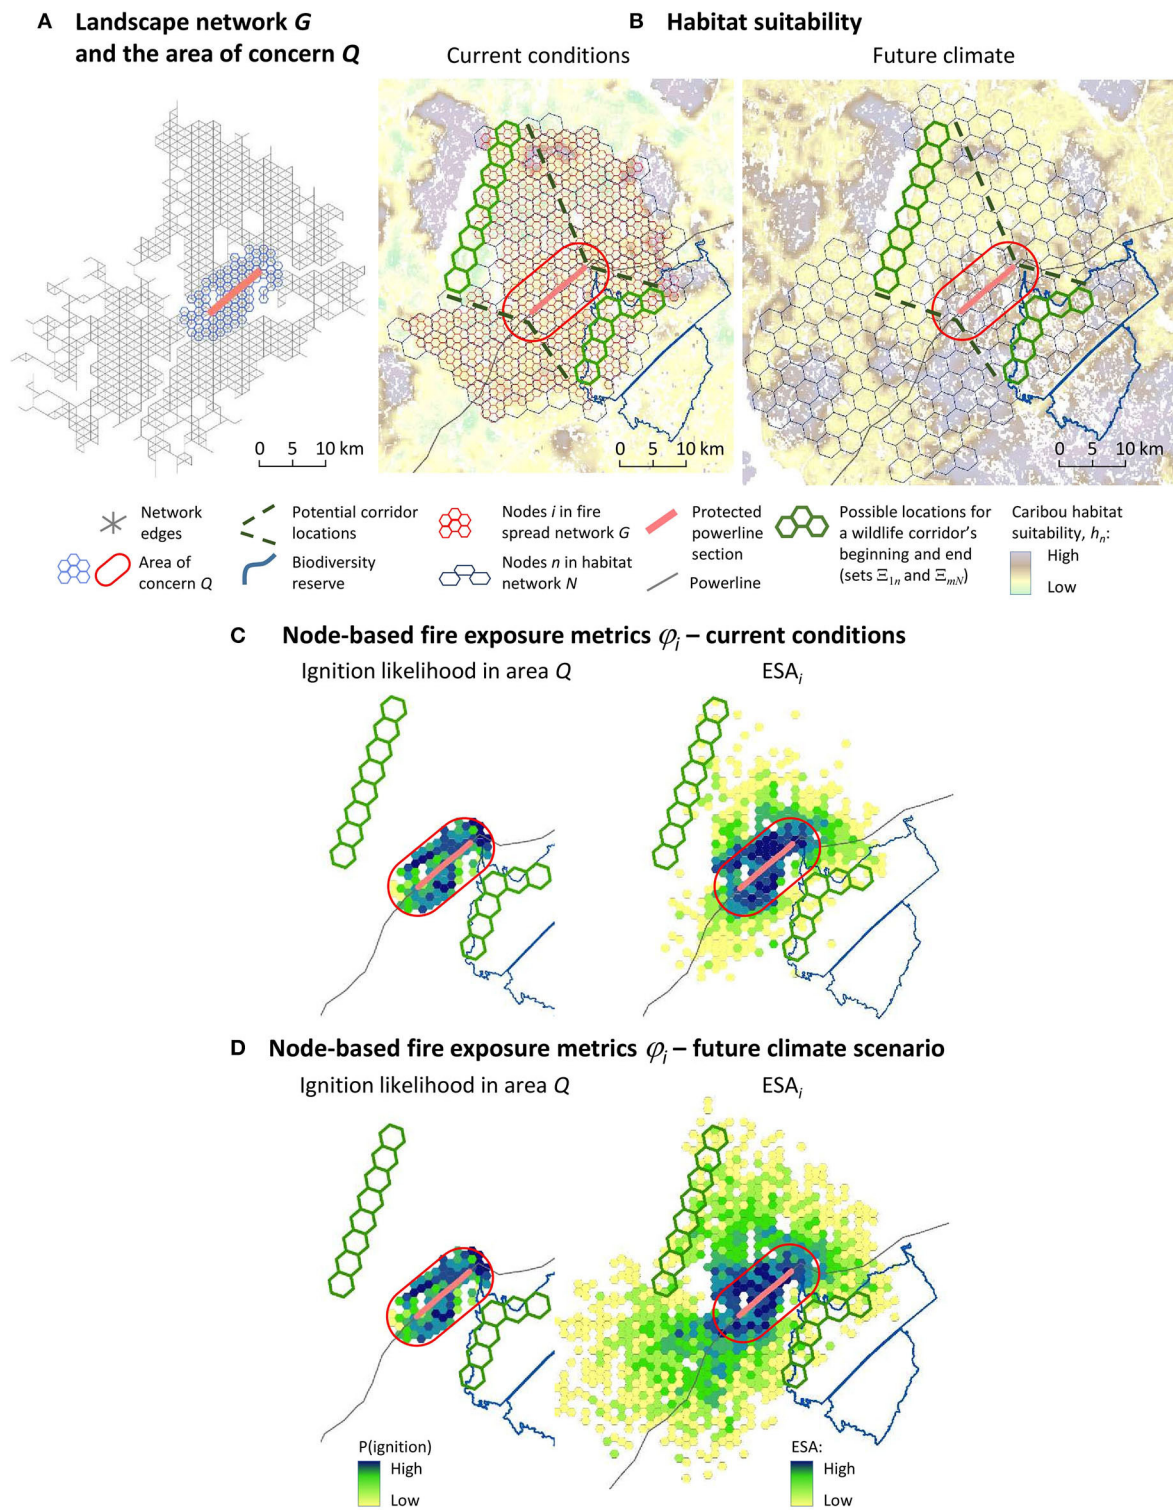 A Landscape network G
and the area of concern Q
B Habitat suitability
Current conditions
Future climate
0 5 10 km
0 5 10 km
0 5 10 km
Network
edges
Area of
concern Q
Potential corridor
locations
Biodiversity
reserve
Nodes i in fire
spread network G
Nodes n in habitat
network N
Protected
powerline
section
Powerline
Possible locations for
a wildlife corridor's
beginning and end
(sets Ξ1n and ΞmN)
Caribou habitat
suitability, hn:
High
Low
C Node-based fire exposure metrics φi – current conditions
Ignition likelihood in area Q
ESAi
D Node-based fire exposure metrics φi – future climate scenario
Ignition likelihood in area Q
ESAi
P(ignition)
High
Low
ESA:
High
Low